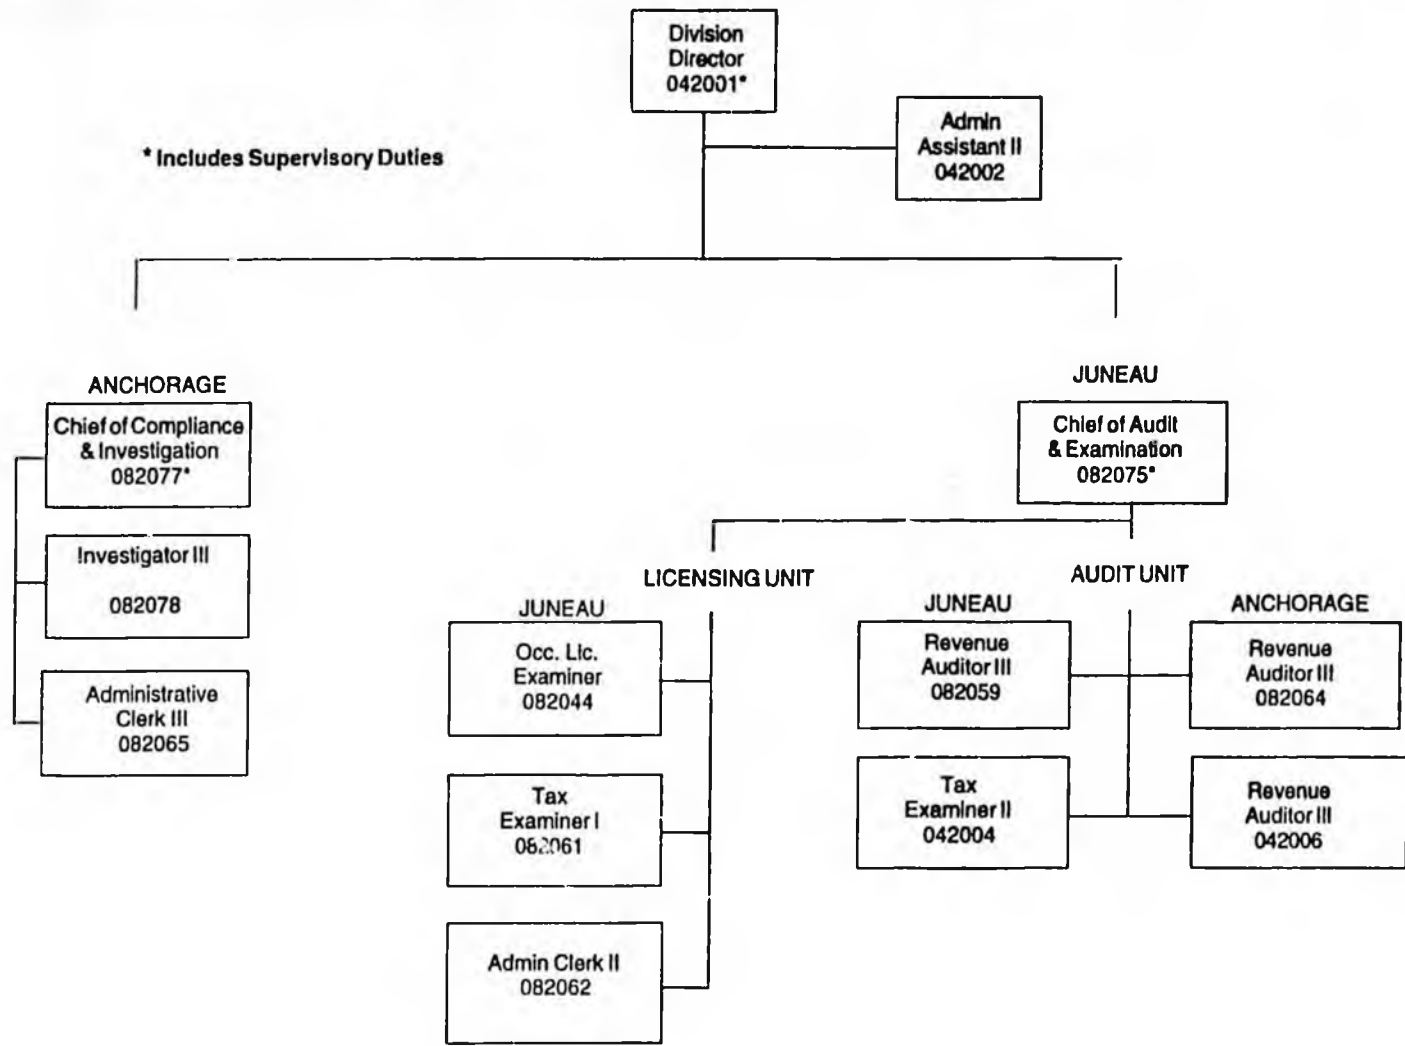 Division
Director
042001*
Admin
Assistant II
042002
* Includes Supervisory Duties
ANCHORAGE
Chief of Compliance
& Investigation
082077*
Investigator III
082078
Administrative
Clerk III
082065
JUNEAU
Chief of Audit
& Examination
082075*
LICENSING UNIT
JUNEAU
Occ. Lic.
Examiner
082044
Tax
Examiner I
082061
Admin Clerk II
082062
AUDIT UNIT
JUNEAU
Revenue
Auditor III
082059
Tax
Examiner II
042004
ANCHORAGE
Revenue
Auditor III
082064
Revenue
Auditor III
042006